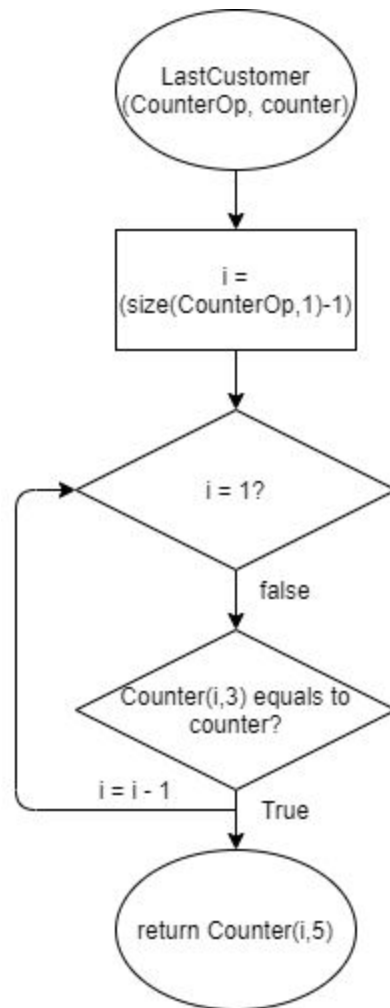 LastCustomer
(CounterOp, counter)
i =
(size(CounterOp,1)-1)
i = 1?
false
Counter(i,3) equals to
counter?
i = i - 1
True
return Counter(i,5)